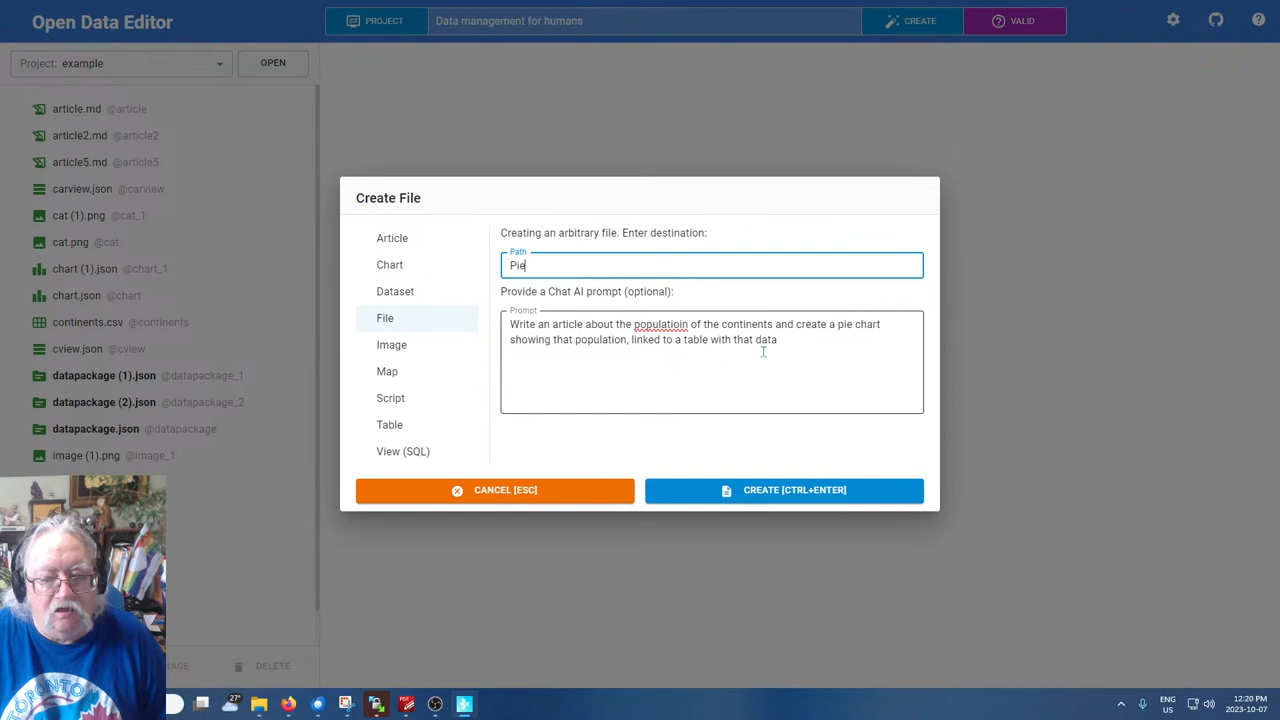 Open Data Editor
PROJECT
Data management for humans
CREATE
VALID
Project: example
OPEN
article.md @article
article2.md @article2
article5.md @article5
carview.json @carview
cat (1).png @cat_1
cat.png @cat
chart (1).json @chart_1
chart.json @chart
continents.csv @continents
cview.json @cview
datapackage (1).json @datapackage_1
datapackage (2).json @datapackage_2
datapackage.json @datapackage
image (1).png @image_1
DELETE
Create File
Article
Chart
Dataset
File
Image
Map
Script
Table
View (SQL)
Creating an arbitrary file. Enter destination:
Path
Pie
Provide a Chat AI prompt (optional):
Prompt
Write an article about the populatioin of the continents and create a pie chart
showing that population, linked to a table with that data
CANCEL [ESC]
CREATE [CTRL+ENTER]
TORONTO
27°
ENG
US
12:20 PM
2023-10-07